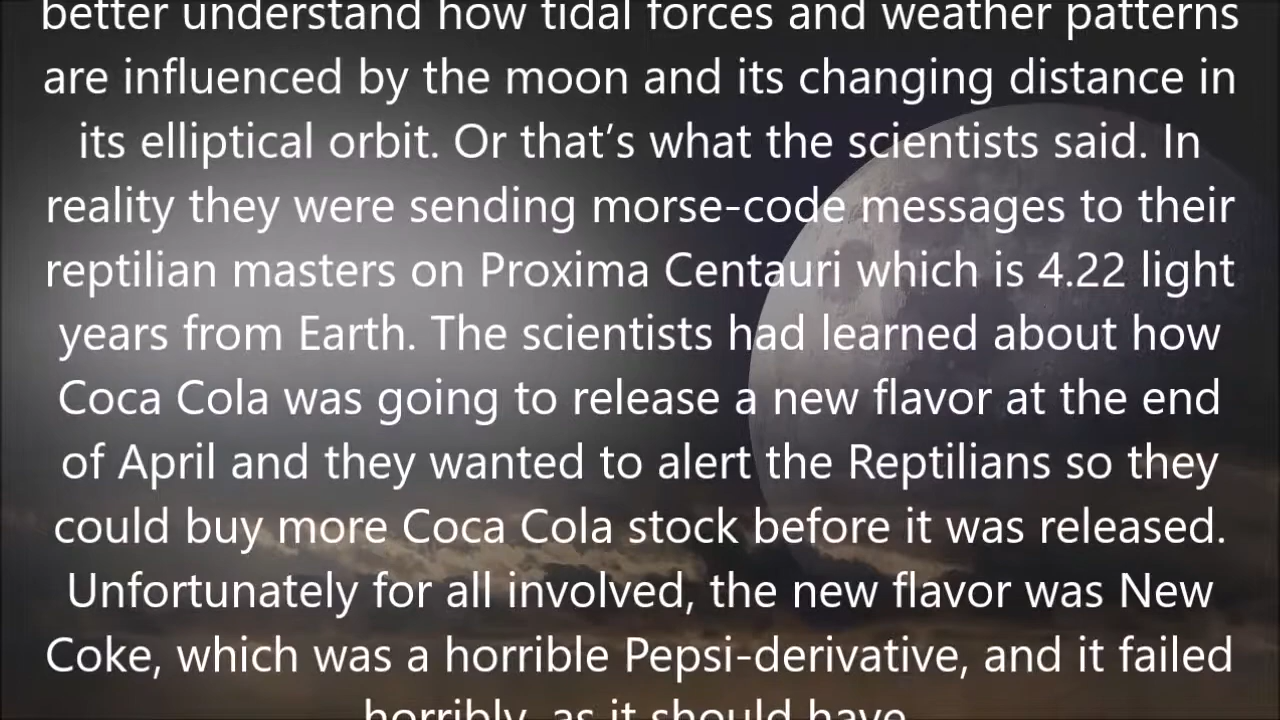 better understand how tidal forces and weather patterns
are influenced by the moon and its changing distance in
its elliptical orbit. Or that’s what the scientists said. In
reality they were sending morse-code messages to their
reptilian masters on Proxima Centauri which is 4.22 light
years from Earth. The scientists had learned about how
Coca Cola was going to release a new flavor at the end
of April and they wanted to alert the Reptilians so they
could buy more Coca Cola stock before it was released.
Unfortunately for all involved, the new flavor was New
Coke, which was a horrible Pepsi-derivative, and it failed
horribly, as it should have